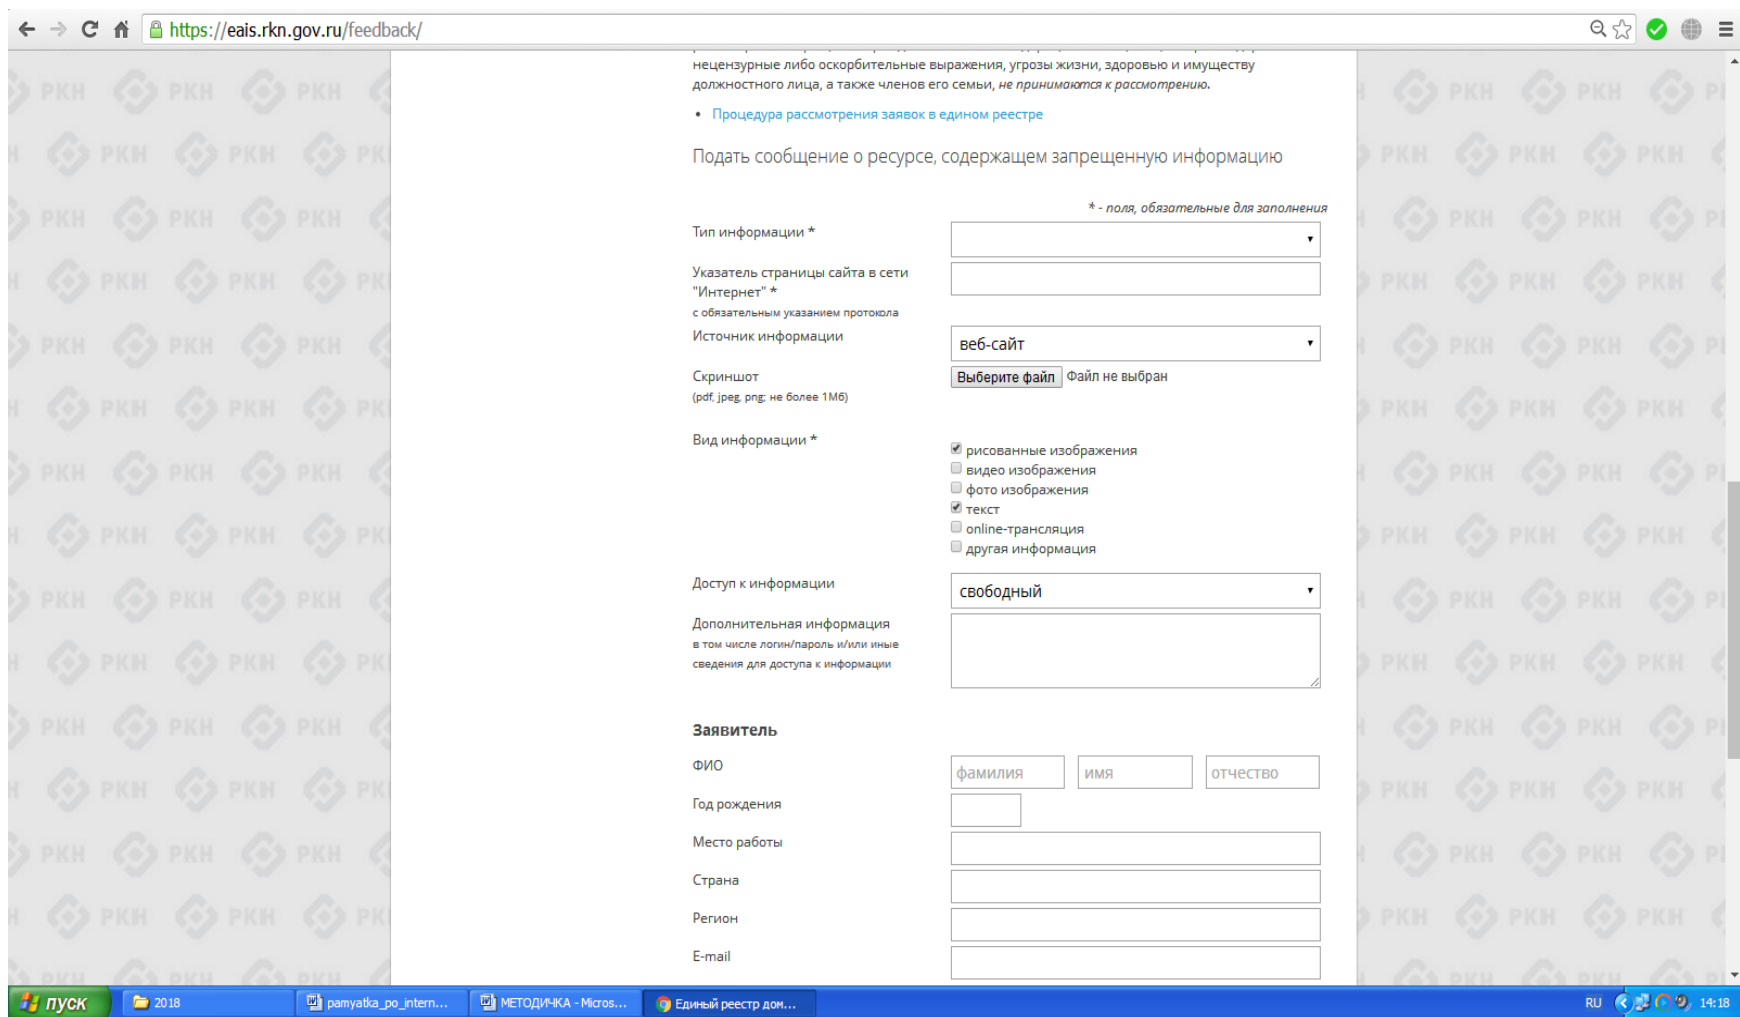 https://eais.rkn.gov.ru/feedback/
нецензурные либо оскорбительные выражения, угрозы жизни, здоровью и имуществу
должностного лица, а также членов его семьи, не принимаются к рассмотрению.
• Процедура рассмотрения заявок в едином реестре
Подать сообщение о ресурсе, содержащем запрещенную информацию
* - поля, обязательные для заполнения
Тип информации *
Указатель страницы сайта в сети
"Интернет" *
с обязательным указанием протокола
Источник информации
веб-сайт
Скриншот
(pdf, jpeg, png; не более 1Мб)
Выберите файл Файл не выбран
Вид информации *
рисованные изображения
видео изображения
фото изображения
текст
online-трансляция
другая информация
Доступ к информации
свободный
Дополнительная информация
в том числе логин/пароль и/или иные
сведения для доступа к информации
Заявитель
ФИО
фамилия имя отчество
Год рождения
Место работы
Страна
Регион
E-mail
РКН
пуск 2018 pamyatka_po_intern... МЕТОДИЧКА - Micros... Единый реестр дом... RU 14:18